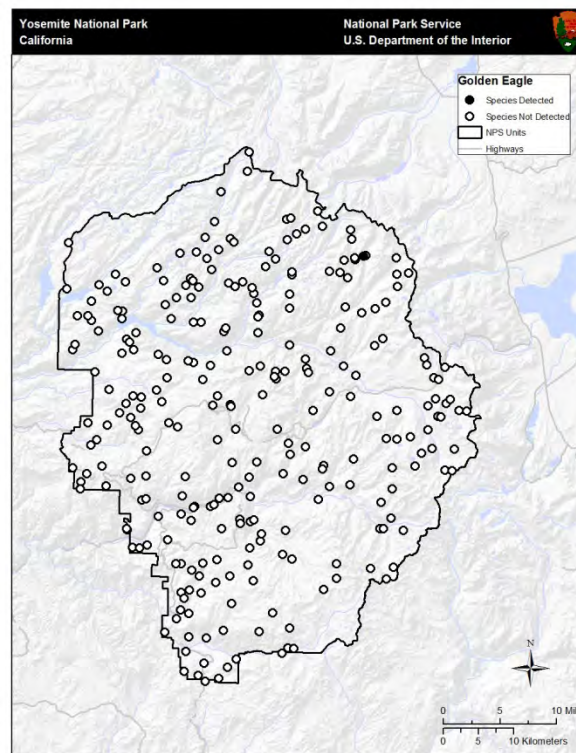 Yosemite National Park
California
National Park Service
U.S. Department of the Interior
Golden Eagle
Species Detected
Species Not Detected
NPS Units
Highways
N
0 5 10 Mil
0 5 10 Kilometers